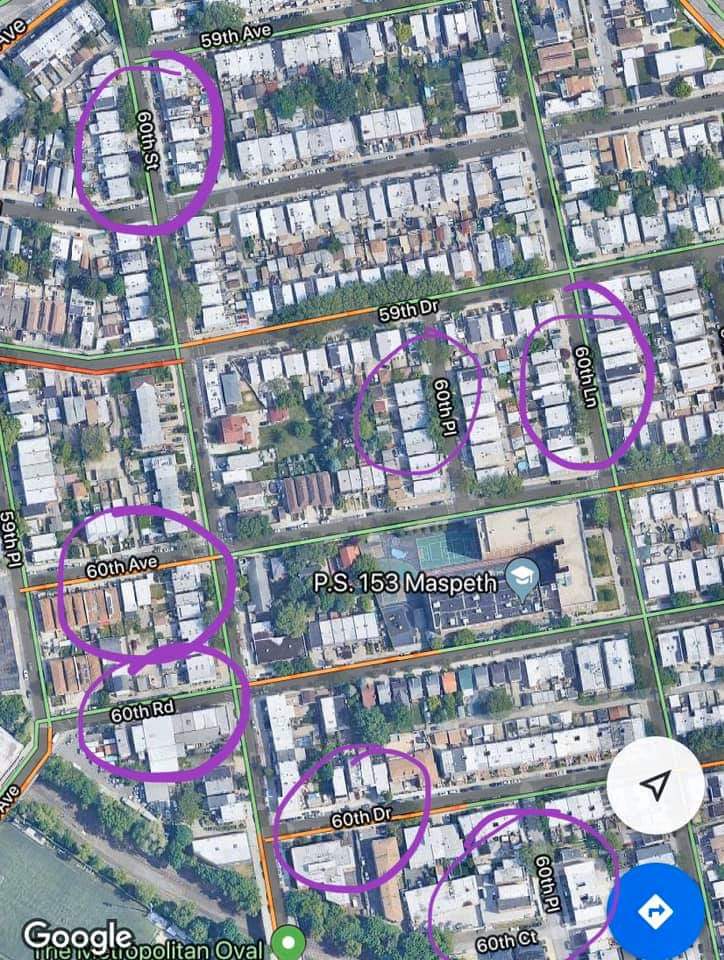 Ave
59th Ave
60th St
59th Dr
60th Pl
60th Ln
59th Pl
60th Ave
P.S. 153 Maspeth
60th Rd
60th Dr
Ave
60th Pl
60th Ct
Google
The Metropolitan Oval